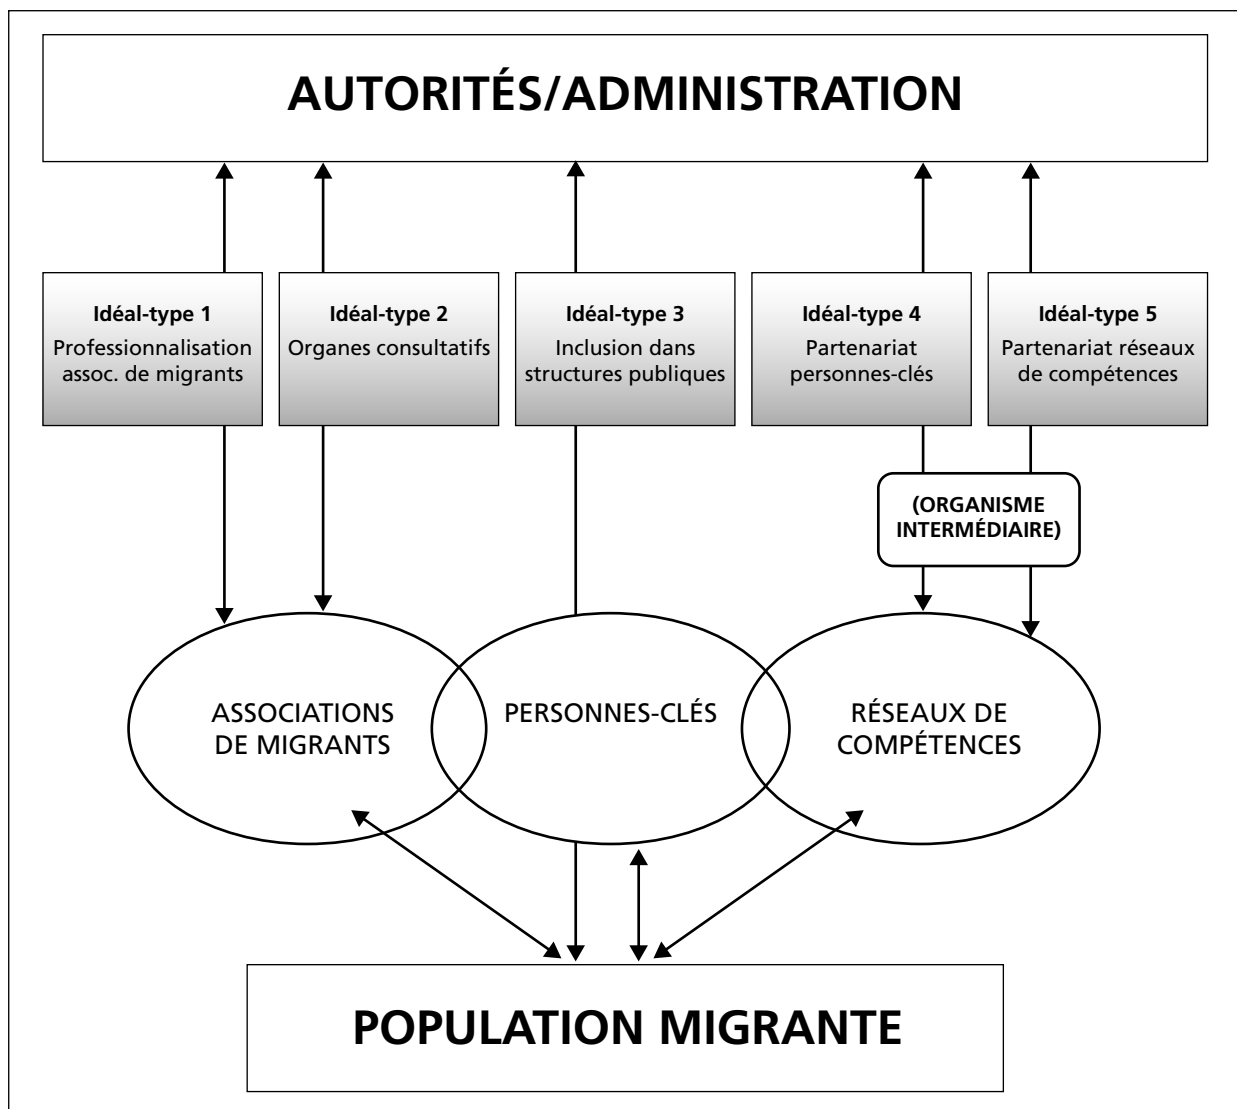 AUTORITÉS/ADMINISTRATION
Idéal-type 1
Professionnalisation
assoc. de migrants
Idéal-type 2
Organes consultatifs
Idéal-type 3
Inclusion dans
structures publiques
Idéal-type 4
Partenariat
personnes-clés
Idéal-type 5
Partenariat réseaux
de compétences
(ORGANISME
INTERMÉDIAIRE)
ASSOCIATIONS
DE MIGRANTS
PERSONNES-CLÉS
RÉSEAUX DE
COMPÉTENCES
POPULATION MIGRANTE